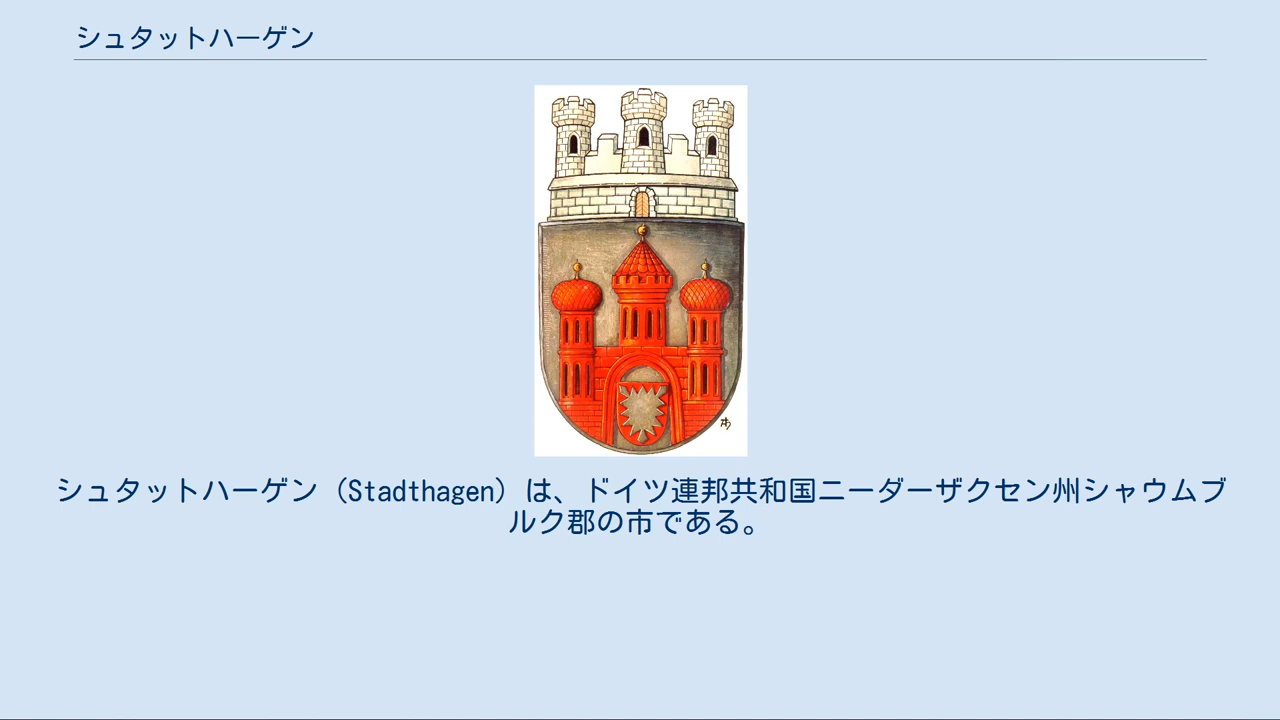 シュタットハーゲン
シュタットハーゲン（Stadthagen）は、ドイツ連邦共和国ニーダーザクセン州シャウムブ
ルク郡の市である。